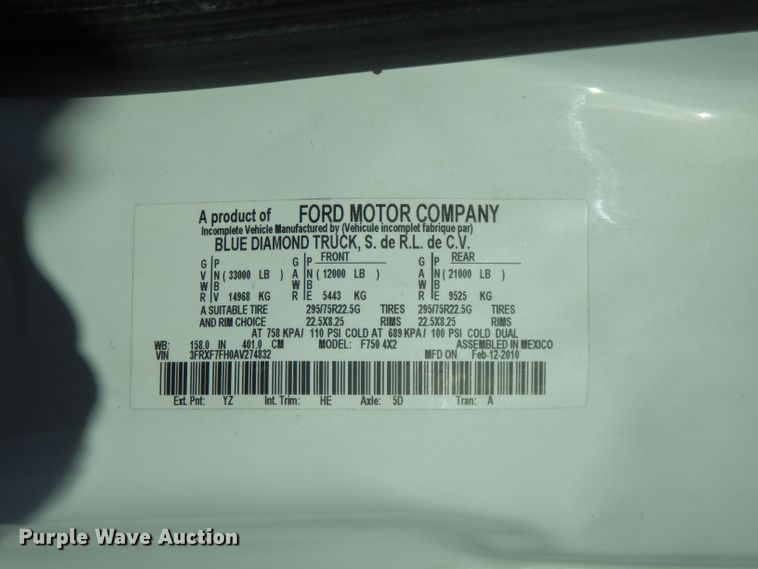 A product of FORD MOTOR COMPANY
Incomplete Vehicle Manufactured by (Vehicule incomplet fabrique par)
BLUE DIAMOND TRUCK, S. de R.L. de C.V.
G P G P FRONT G P REAR
V N ( 33000 LB ) A N ( 12000 LB ) A N ( 21000 LB )
W B W B W B
R V 14968 KG R E 5443 KG R E 9525 KG
A SUITABLE TIRE 295/75R22.5G TIRES 295/75R22.5G TIRES
AND RIM CHOICE 22.5X8.25 RIMS 22.5X8.25 RIMS
AT 758 KPA/ 110 PSI COLD AT 689 KPA/ 100 PSI COLD DUAL
WB: 158.0 IN 401.0 CM MODEL: F750 4X2 ASSEMBLED IN MEXICO
VIN 3FRXF7FH0AV274832 MFD ON Feb-12-2010
Ext. Pnt: YZ Int. Trim: HE Axle: 5D Tran: A
Purple Wave Auction